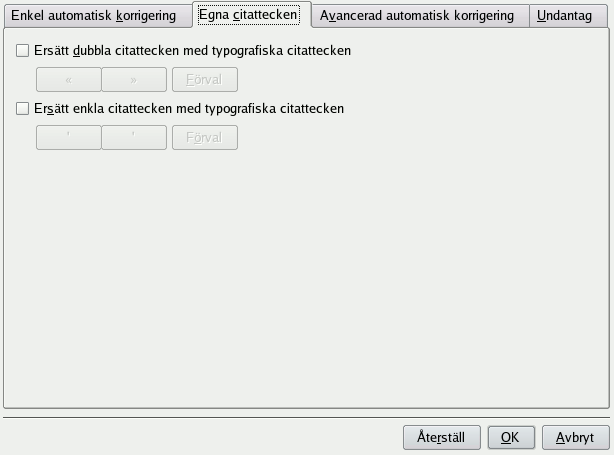 Enkel automatisk korrigering Egna citattecken Avancerad automatisk korrigering Undantag
Ersätt dubbla citattecken med typografiska citattecken
« » Förval
Ersätt enkla citattecken med typografiska citattecken
' ' Förval
Återställ OK Avbryt